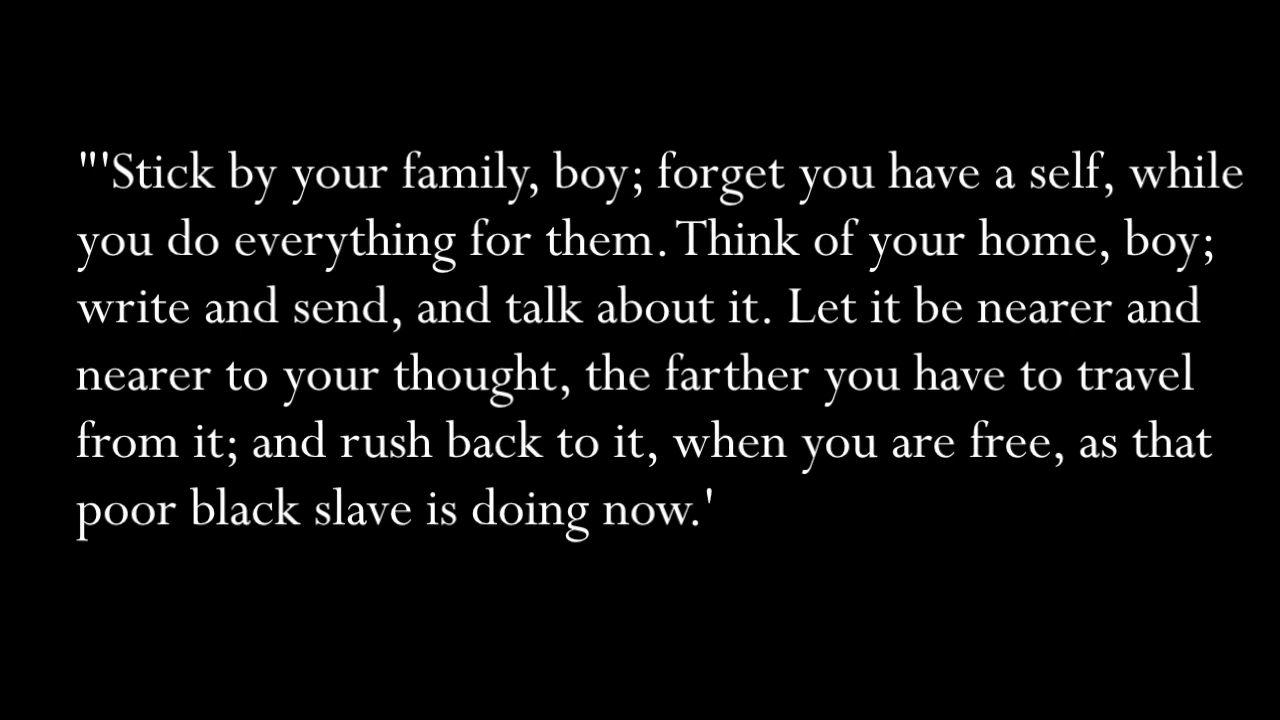 "'Stick by your family, boy; forget you have a self, while
you do everything for them. Think of your home, boy;
write and send, and talk about it. Let it be nearer and
nearer to your thought, the farther you have to travel
from it; and rush back to it, when you are free, as that
poor black slave is doing now.'